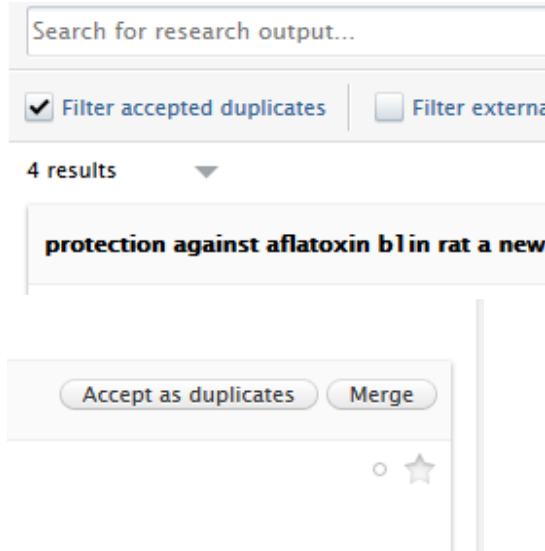 Search for research output...
Filter accepted duplicates Filter externa
4 results
protection against aflatoxin b1in rat a new
Accept as duplicates Merge